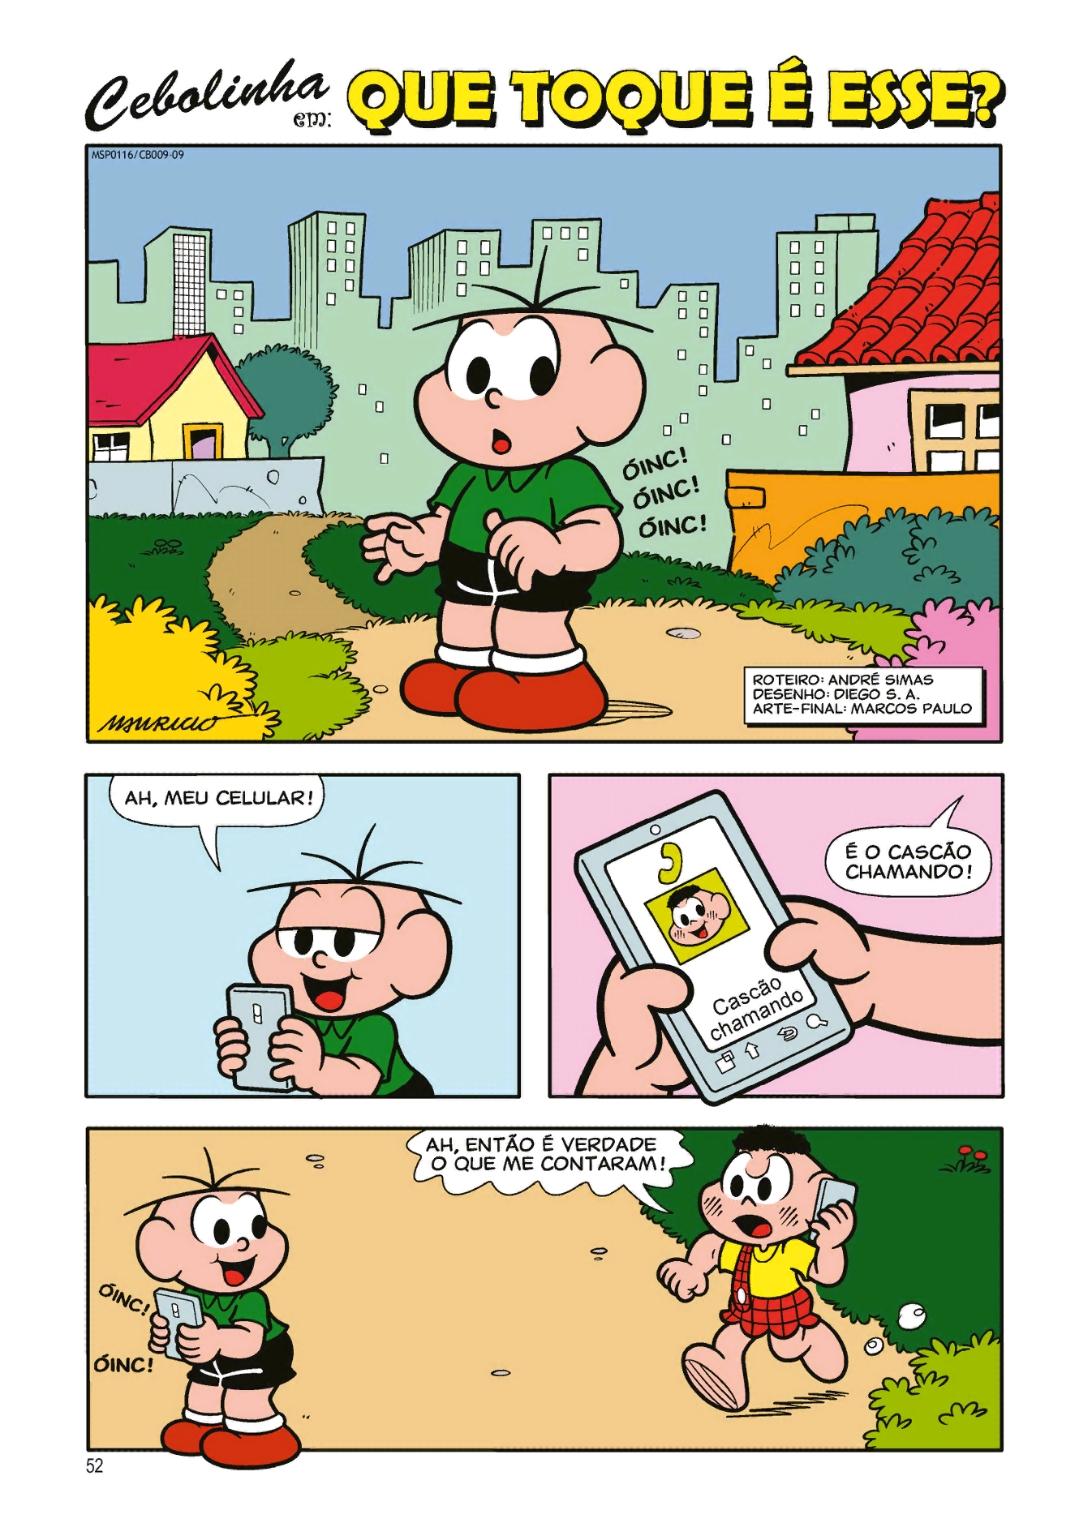 Cebolinha
em:
QUE TOQUE É ESSE?
MSP0116/CB009-09
ÓINC!
ÓINC!
ÓINC!
ROTEIRO: ANDRÉ SIMAS
DESENHO: DIEGO S. A.
ARTE-FINAL: MARCOS PAULO
MAURICIO
AH, MEU CELULAR!
É O CASCÃO
CHAMANDO!
Cascão
chamando
AH, ENTÃO É VERDADE
O QUE ME CONTARAM!
ÓINC!
ÓINC!
52